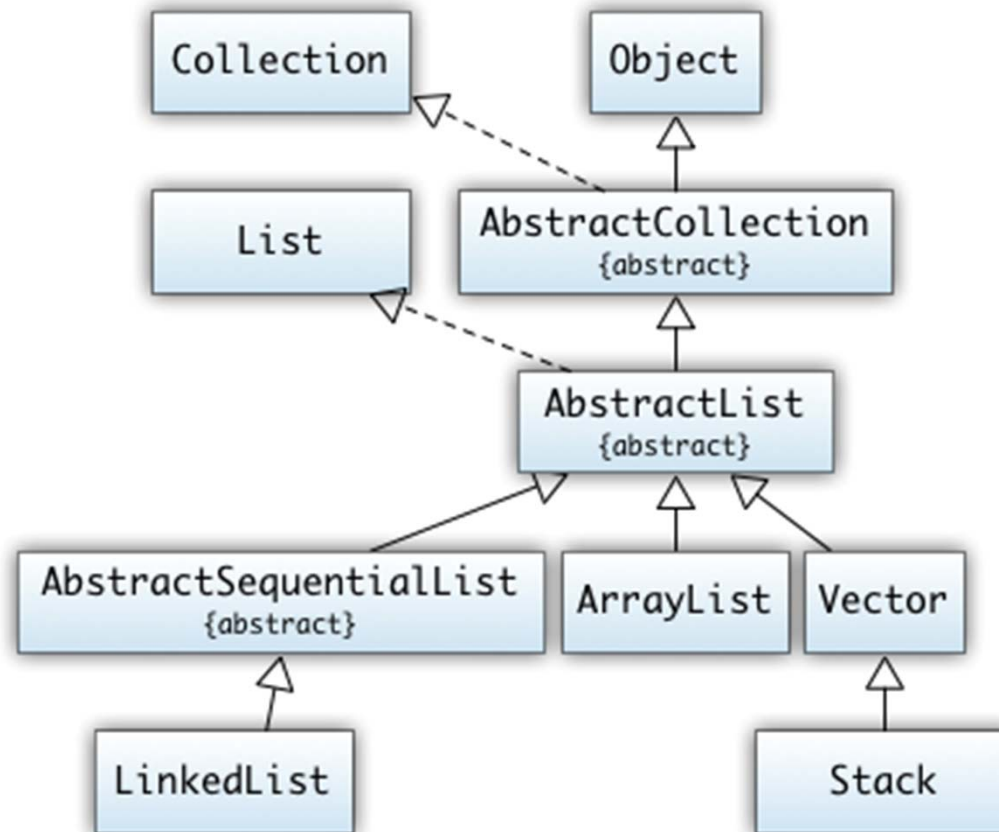 Collection
Object
List
AbstractCollection
{abstract}
AbstractList
{abstract}
AbstractSequentialList
{abstract}
ArrayList
Vector
LinkedList
Stack